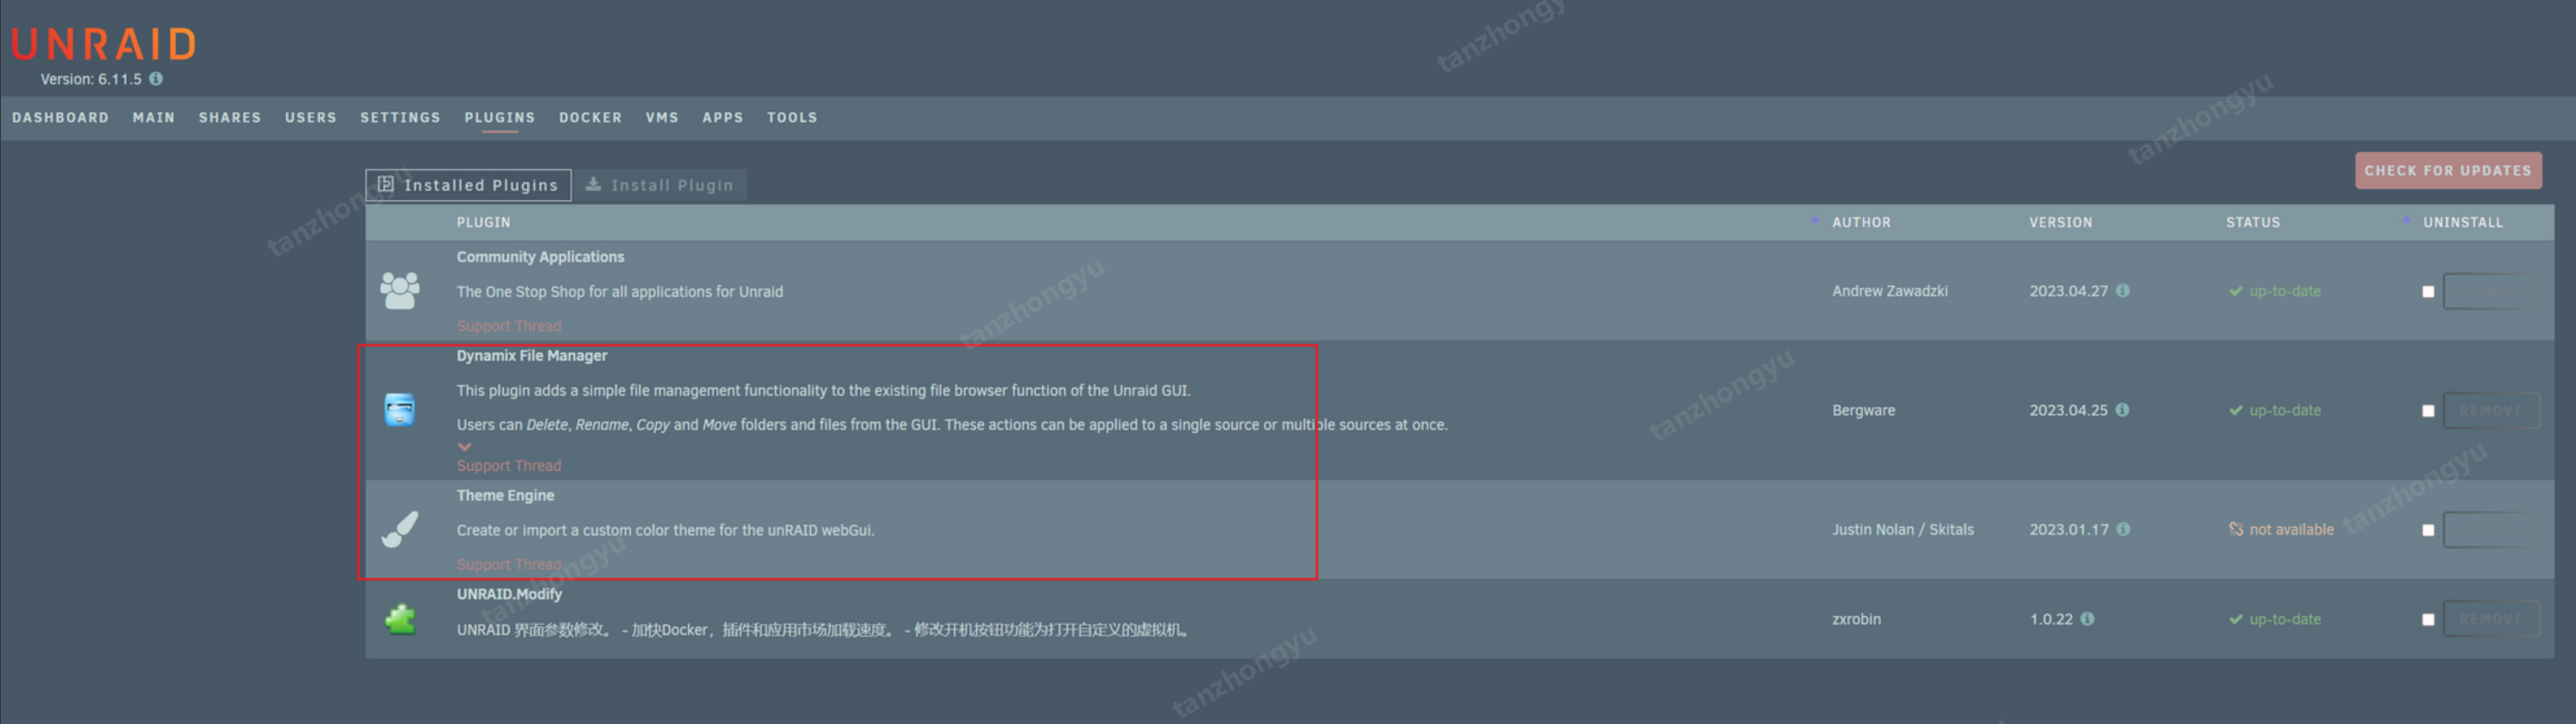 UNRAID
Version: 6.11.5
DASHBOARD MAIN SHARES USERS SETTINGS PLUGINS DOCKER VMS APPS TOOLS
CHECK FOR UPDATES
Installed Plugins Install Plugin
PLUGIN AUTHOR VERSION STATUS UNINSTALL
Community Applications
The One Stop Shop for all applications for Unraid
Andrew Zawadzki 2023.04.27 up-to-date
Support Thread
Dynamix File Manager
This plugin adds a simple file management functionality to the existing file browser function of the Unraid GUI.
Bergware 2023.04.25 up-to-date REMOVE
Users can Delete, Rename, Copy and Move folders and files from the GUI. These actions can be applied to a single source or multiple sources at once.
Support Thread
Theme Engine
Create or import a custom color theme for the unRAID webGui.
Justin Nolan / Skitals 2023.01.17 not available
Support Thread
UNRAID.Modify
UNRAID 界面参数修改。 - 加快Docker，插件和应用市场加载速度。 - 修改开机按钮功能为打开自定义的虚拟机。
zxrobin 1.0.22 up-to-date REMOVE
tanzhongyu
tanzhongyu
tanzhongyu
tanzhongyu
tanzhongyu
tanzhongyu
tanzhongyu
tanzhongyu